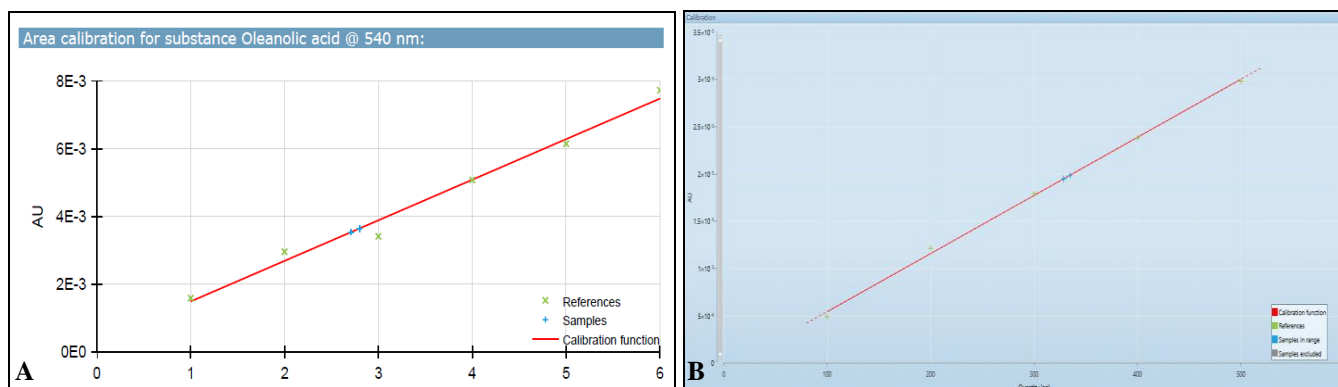 Area calibration for substance Oleanolic acid @ 540 nm:
8E-3
6E-3
4E-3
2E-3
0E0
AU
0
1
2
3
4
5
6
References
Samples
Calibration function
A
Calibration
AU
0
100
200
300
400
500
Calibration function
References
Samples in range
Samples excluded
B